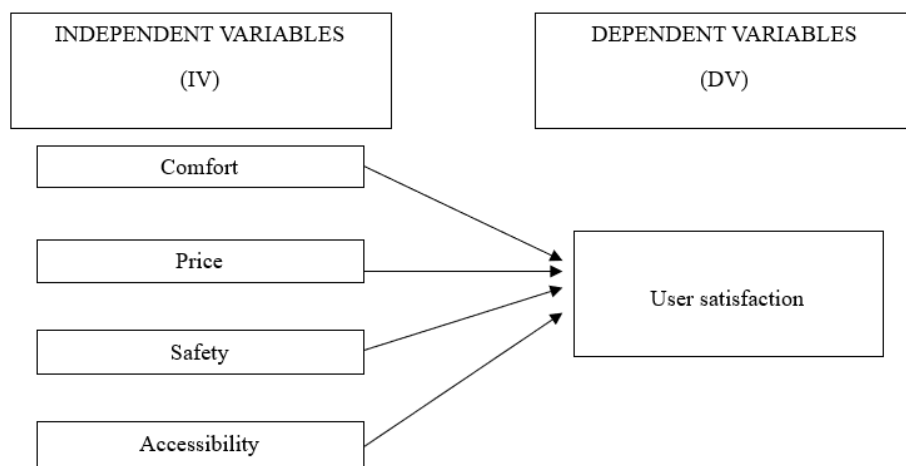 INDEPENDENT VARIABLES
(IV)
DEPENDENT VARIABLES
(DV)
Comfort
Price
Safety
Accessibility
User satisfaction